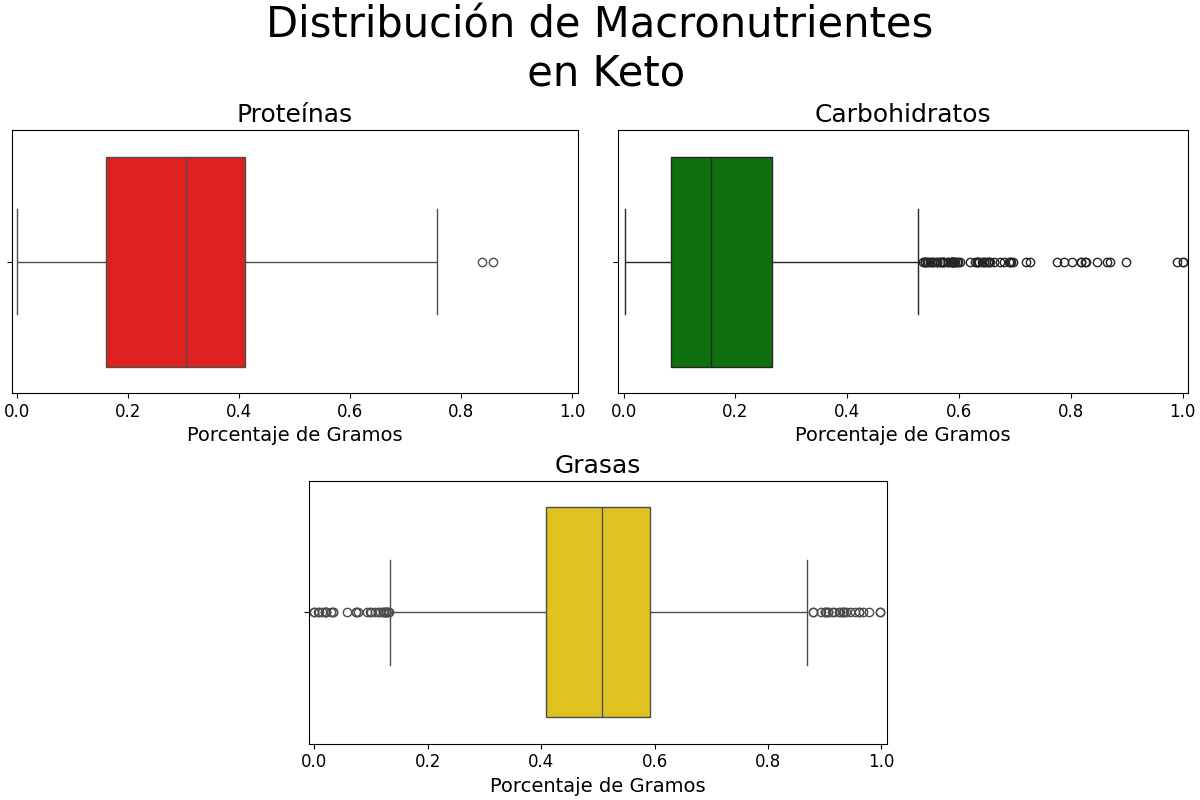 Distribución de Macronutrientes
en Keto
Proteínas
0.0 0.2 0.4 0.6 0.8 1.0
Porcentaje de Gramos
Carbohidratos
0.0 0.2 0.4 0.6 0.8 1.0
Porcentaje de Gramos
Grasas
0.0 0.2 0.4 0.6 0.8 1.0
Porcentaje de Gramos